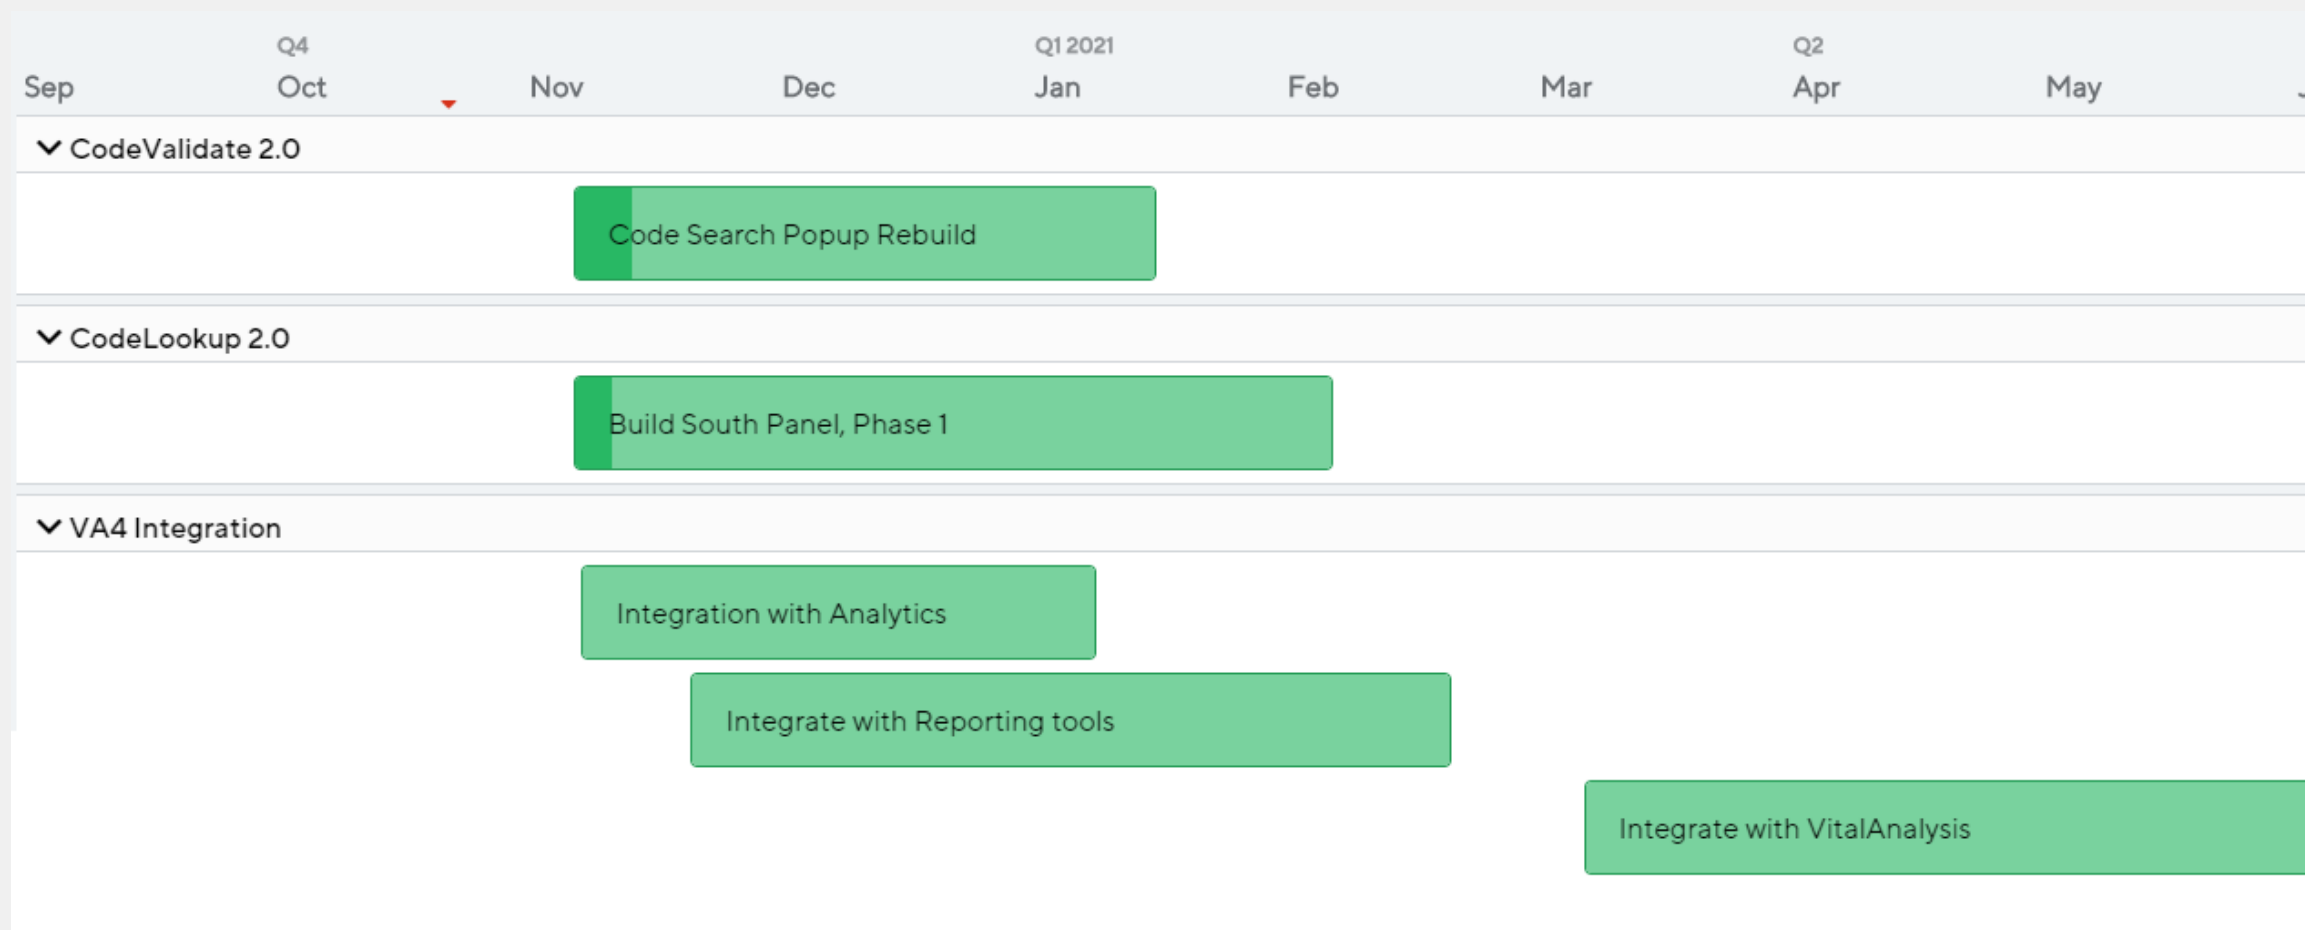 Q4 Q1 2021 Q2
Sep Oct Nov Dec Jan Feb Mar Apr May
CodeValidate 2.0
Code Search Popup Rebuild
CodeLookup 2.0
Build South Panel, Phase 1
VA4 Integration
Integration with Analytics
Integrate with Reporting tools
Integrate with VitalAnalysis